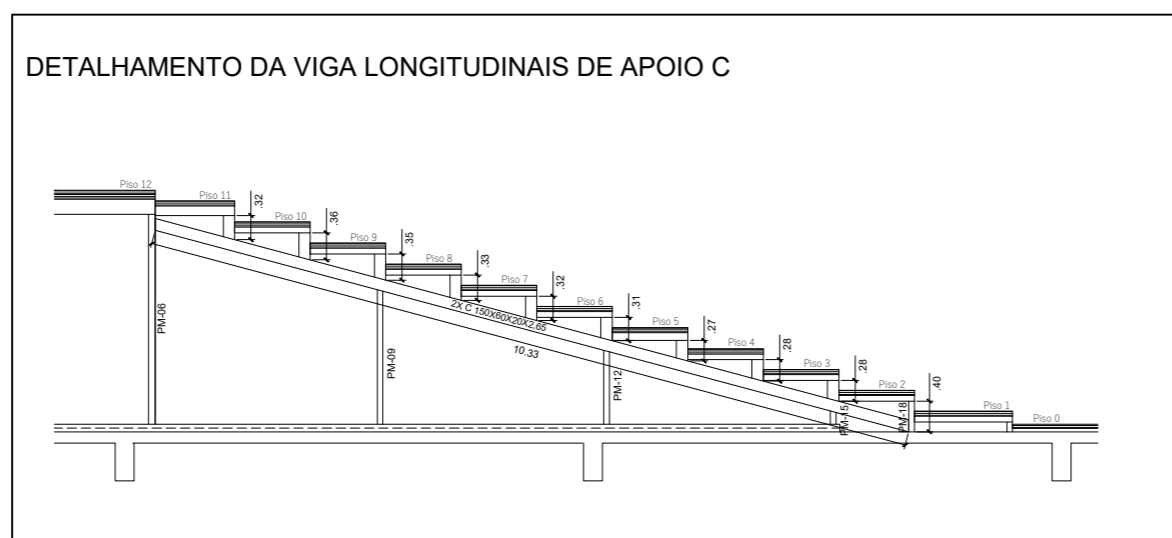 DETALHAMENTO DA VIGA LONGITUDINAIS DE APOIO C
Piso 12
Piso 11
.32
Piso 10
.36
Piso 9
.35
Piso 8
.33
Piso 7
.32
Piso 6
.31
Piso 5
.27
Piso 4
.28
Piso 3
.28
Piso 2
.40
Piso 1
Piso 0
2X C 150X60X20X2,65
10.33
PM-06
PM-09
PM-12
PM-15
PM-18